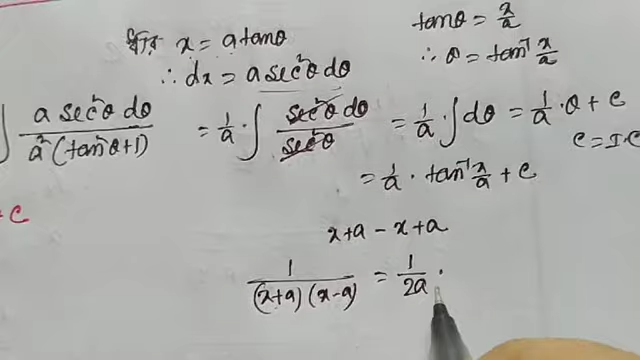 ধরি x = a tanθ
∴ dx = a sec²θ dθ
tanθ = x/a
∴ θ = tan⁻¹ x/a
∫ a sec²θ dθ / a²(tan²θ+1) = 1/a · ∫ sec²θ dθ / sec²θ = 1/a · ∫ dθ = 1/a · θ + c
c = I.C
= 1/a · tan⁻¹ x/a + c
+ c
x+a − x+a
1 / (x+a)(x−a) = 1/2a ·